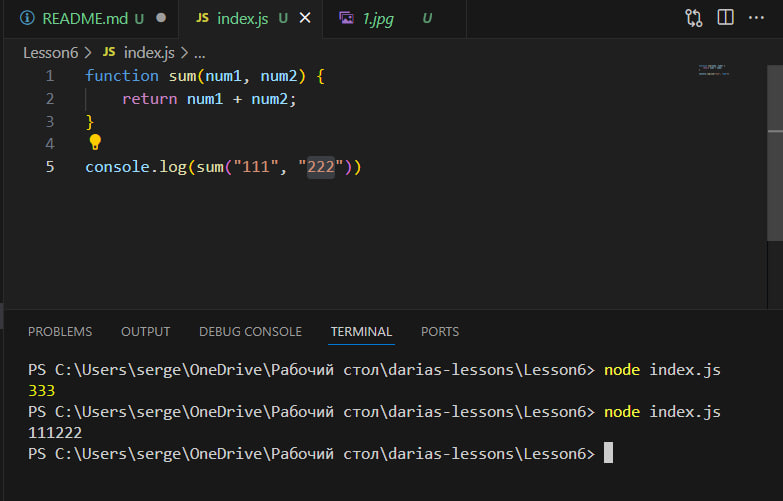 README.md U
JS index.js U
1.jpg U
Lesson6 > JS index.js > ...
1 function sum(num1, num2) {
2 return num1 + num2;
3 }
4
5 console.log(sum("111", "222"))
PROBLEMS OUTPUT DEBUG CONSOLE TERMINAL PORTS
PS C:\Users\serge\OneDrive\Рабочий стол\darias-lessons\Lesson6> node index.js
333
PS C:\Users\serge\OneDrive\Рабочий стол\darias-lessons\Lesson6> node index.js
111222
PS C:\Users\serge\OneDrive\Рабочий стол\darias-lessons\Lesson6>